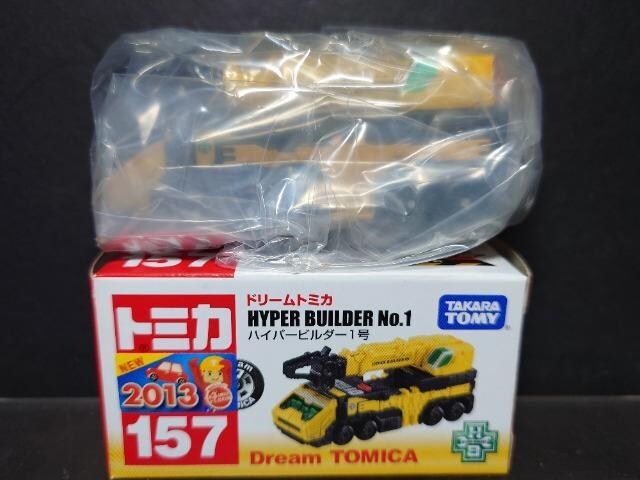 157
トミカ
NEW
2013
157
ドリームトミカ
HYPER BUILDER No.1
ハイパービルダー1号
TAKARA
TOMY
Dream TOMICA
H
9